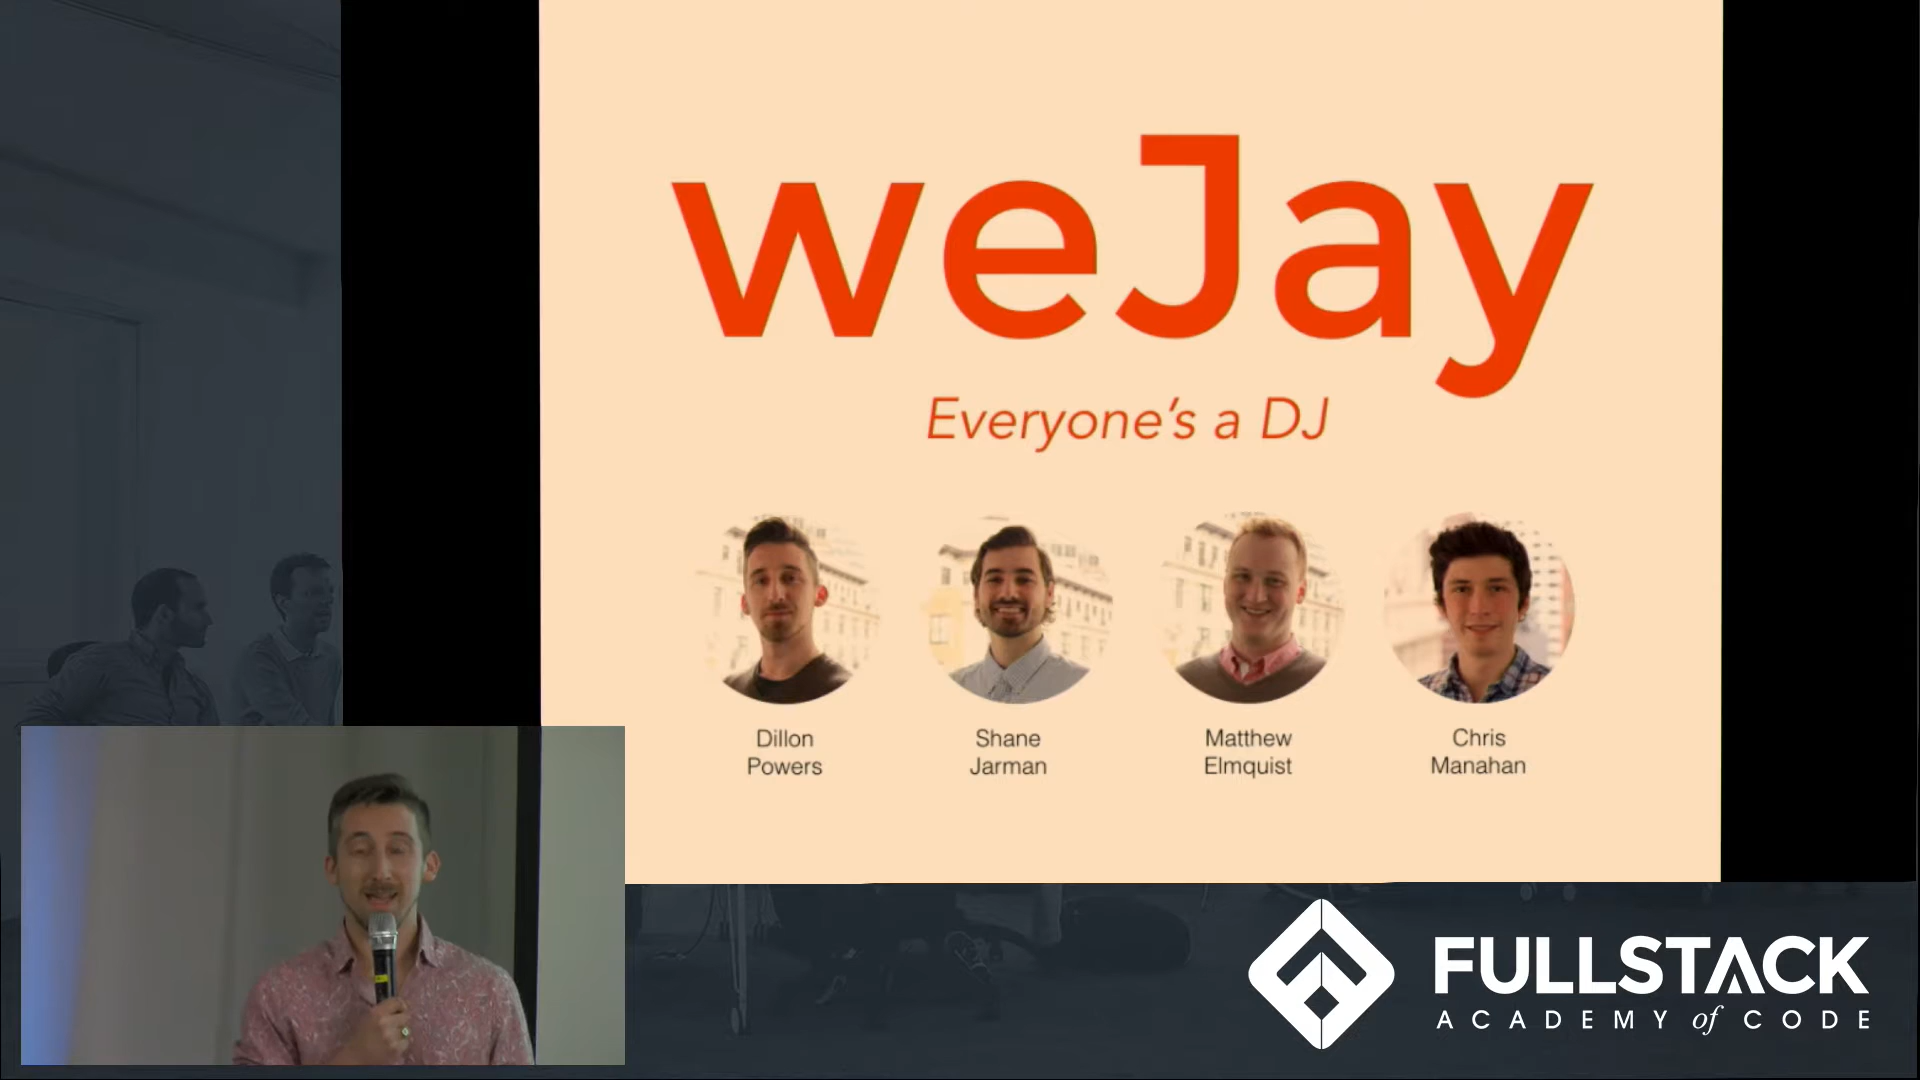 weJay
Everyone's a DJ
Dillon
Powers
Shane
Jarman
Matthew
Elmquist
Chris
Manahan
FULLSTACK
ACADEMY of CODE